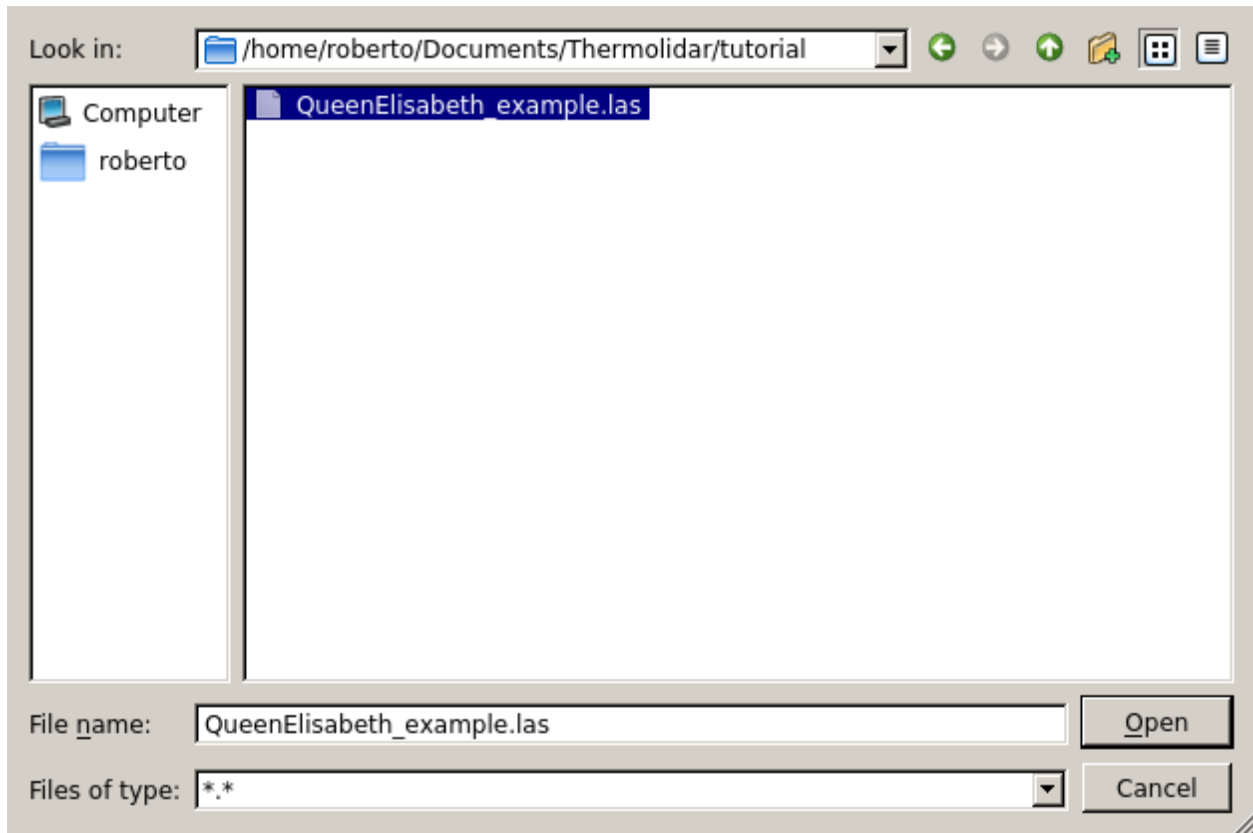 Look in: /home/roberto/Documents/Thermolidar/tutorial
Computer
roberto
QueenElisabeth_example.las
File name: QueenElisabeth_example.las
Open
Files of type: *.*
Cancel